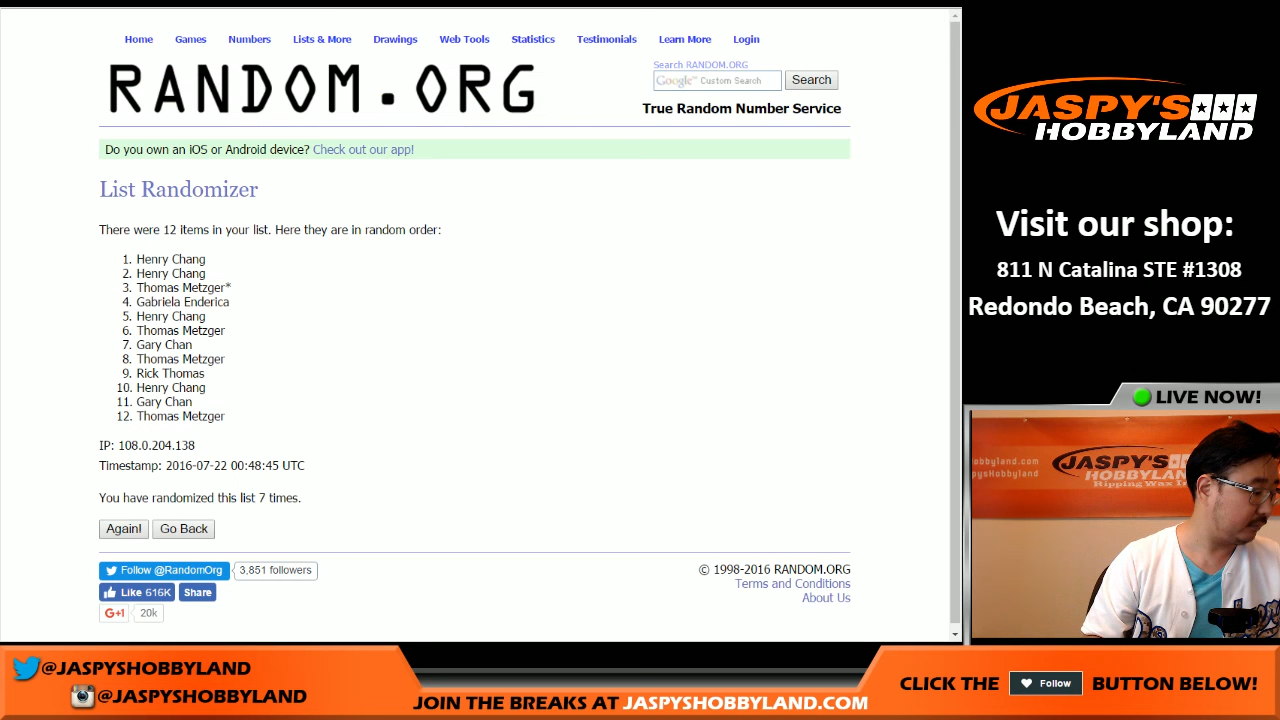 Home Games Numbers Lists & More Drawings Web Tools Statistics Testimonials Learn More Login
RANDOM.ORG
Search RANDOM.ORG
Google™ Custom Search
Search
True Random Number Service
Do you own an iOS or Android device? Check out our app!
List Randomizer
There were 12 items in your list. Here they are in random order:
1. Henry Chang
2. Henry Chang
3. Thomas Metzger*
4. Gabriela Enderica
5. Henry Chang
6. Thomas Metzger
7. Gary Chan
8. Thomas Metzger
9. Rick Thomas
10. Henry Chang
11. Gary Chan
12. Thomas Metzger
IP: 108.0.204.138
Timestamp: 2016-07-22 00:48:45 UTC
You have randomized this list 7 times.
Again! Go Back
Follow @RandomOrg 3,851 followers
Like 616K Share
G+1 20k
© 1998-2016 RANDOM.ORG
Terms and Conditions
About Us
JASPY'S
HOBBYLAND
Visit our shop:
811 N Catalina STE #1308
Redondo Beach, CA 90277
LIVE NOW!
JASPY'S
HOBBYLAND
@JASPYSHOBBYLAND
@JASPYSHOBBYLAND
JOIN THE BREAKS AT JASPYSHOBBYLAND.COM
CLICK THE Follow BUTTON BELOW!